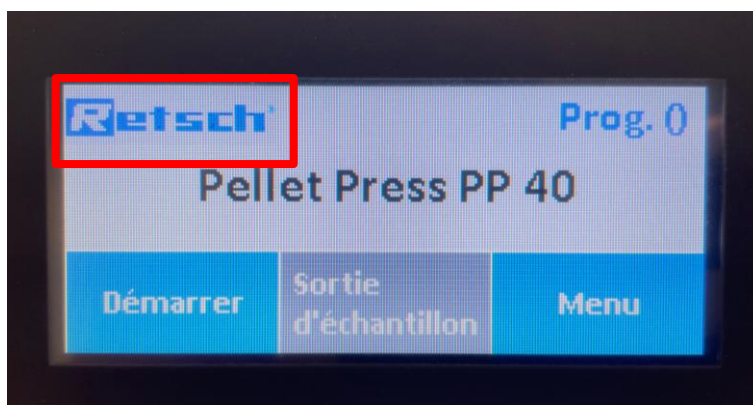 Retsch Prog. 0
Pellet Press PP 40
Démarrer
Sortie
d'échantillon
Menu